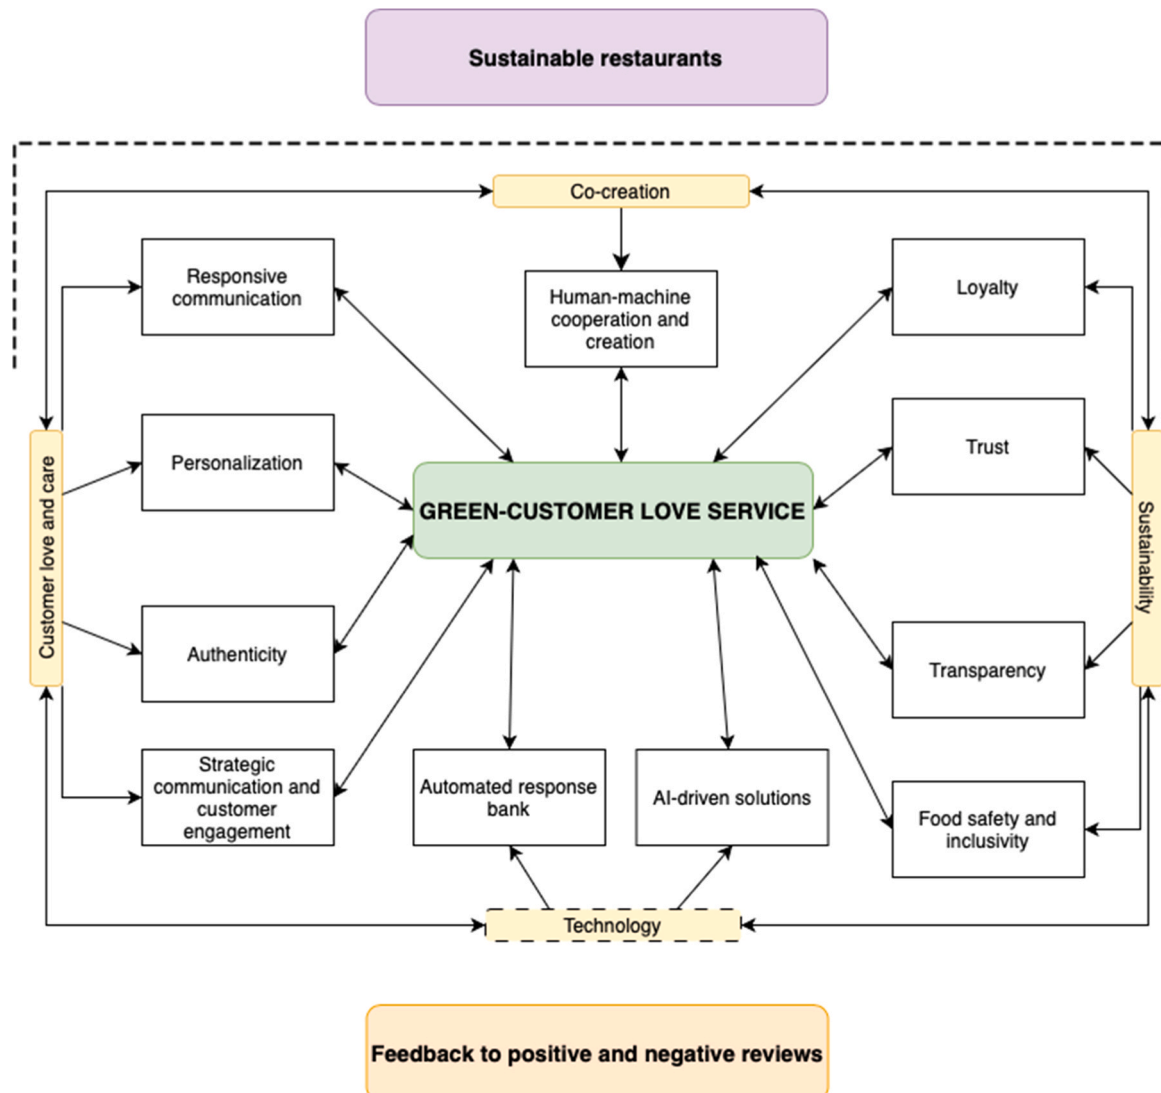 Sustainable restaurants
Co-creation
Responsive
communication
Human-machine
cooperation and
creation
Loyalty
Personalization
Trust
Customer love and care
GREEN-CUSTOMER LOVE SERVICE
Sustainability
Authenticity
Transparency
Strategic
communication and
customer
engagement
Automated response
bank
AI-driven solutions
Food safety and
inclusivity
Technology
Feedback to positive and negative reviews